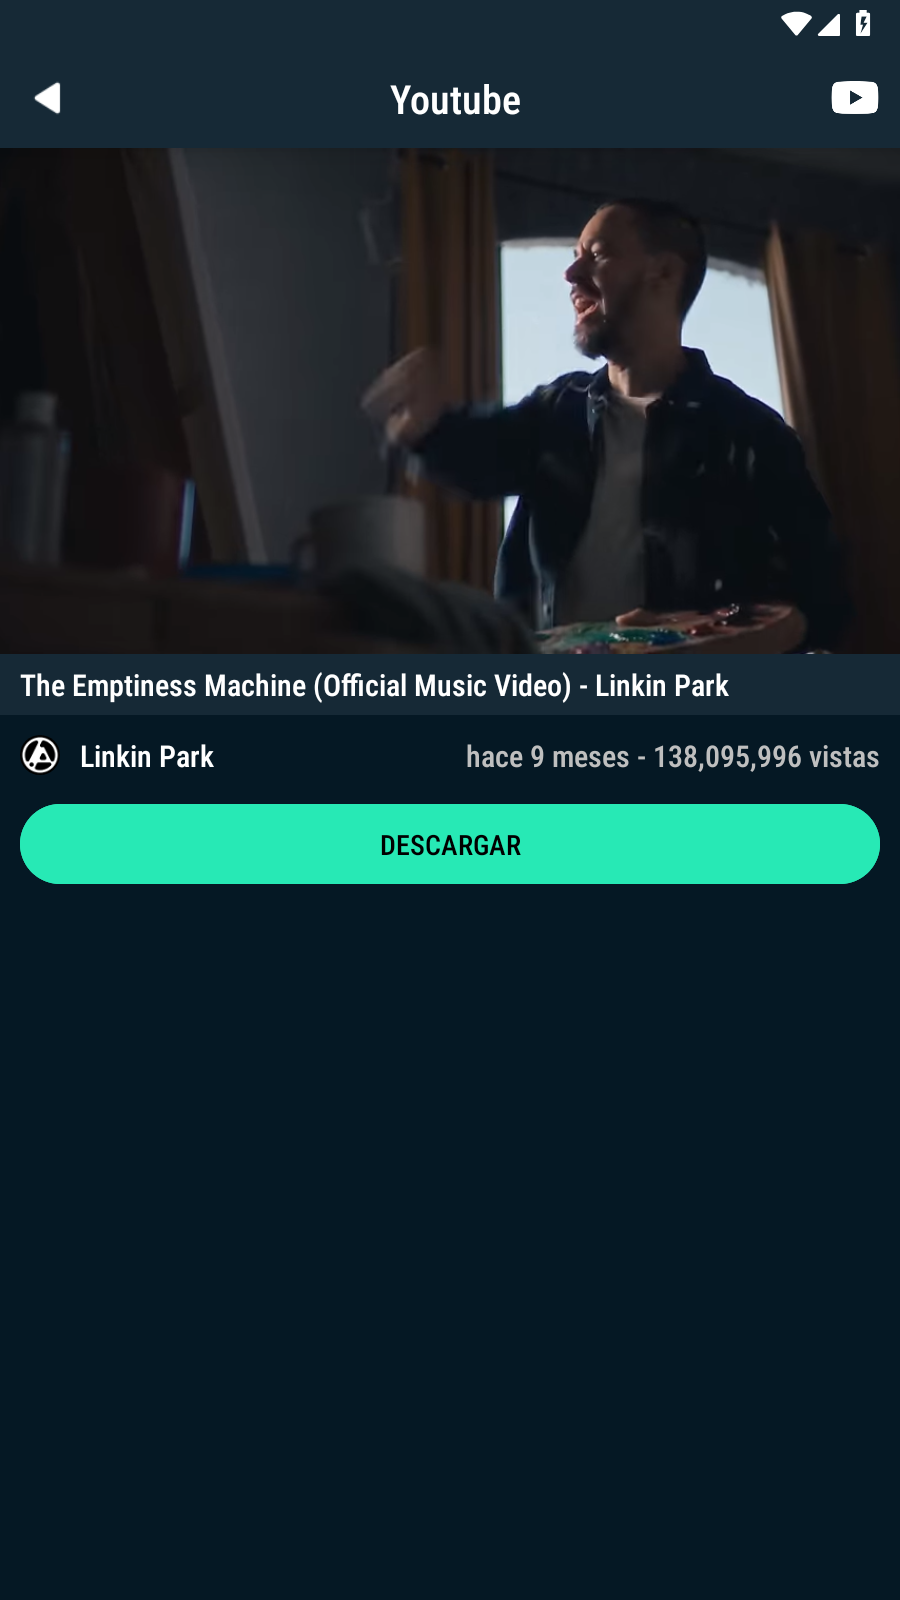 Youtube
The Emptiness Machine (Official Music Video) - Linkin Park
Linkin Park
hace 9 meses - 138,095,996 vistas
DESCARGAR